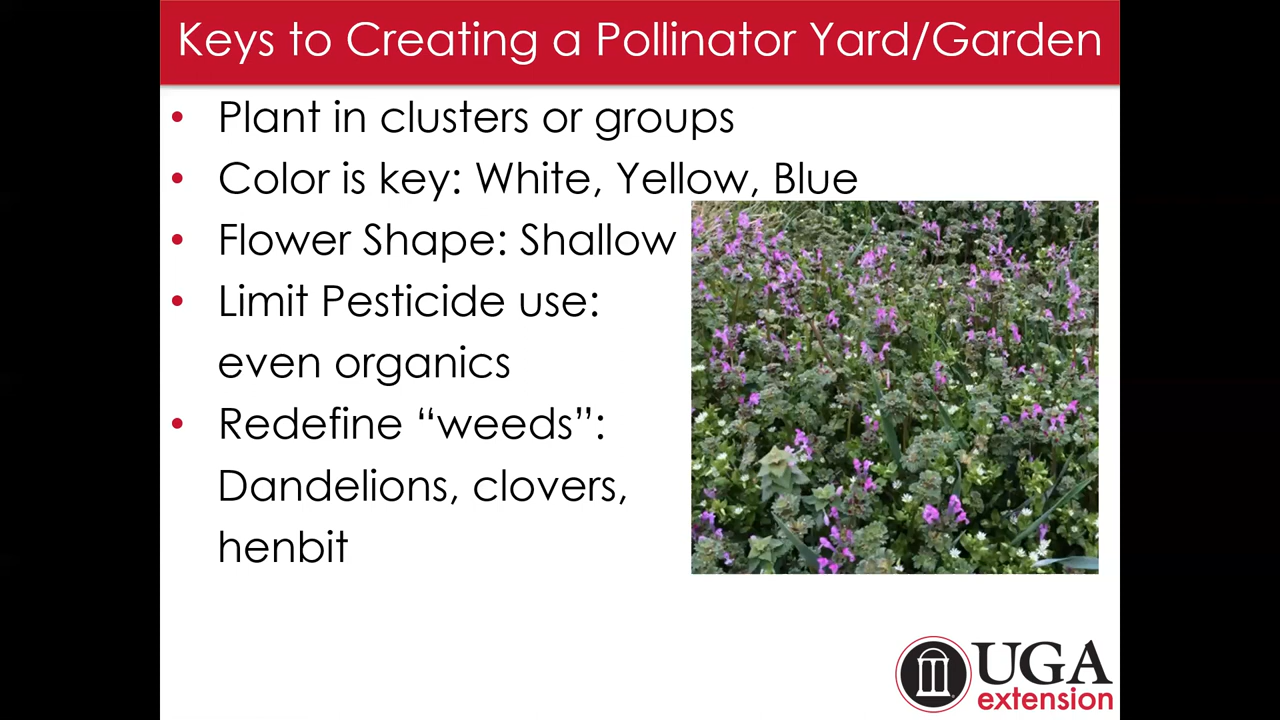 Keys to Creating a Pollinator Yard/Garden
• Plant in clusters or groups
• Color is key: White, Yellow, Blue
• Flower Shape: Shallow
• Limit Pesticide use:
even organics
• Redefine “weeds”:
Dandelions, clovers,
henbit
UGA
extension